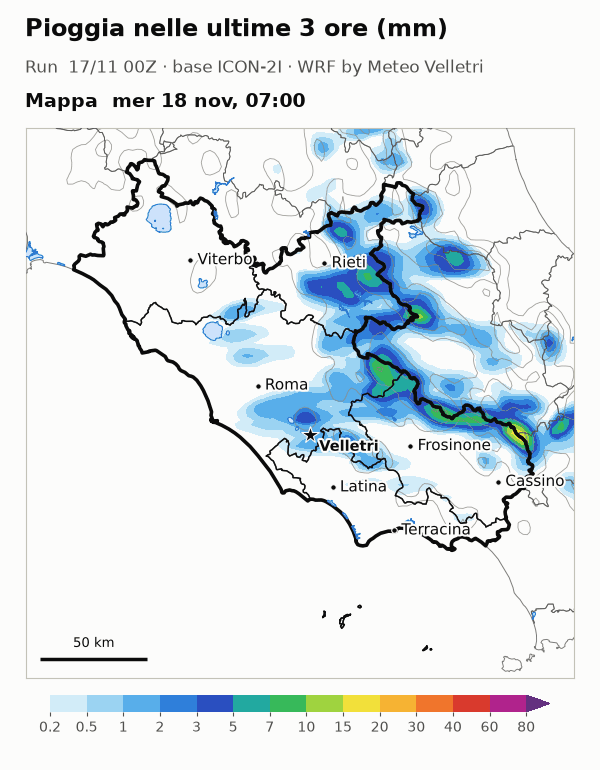 Pioggia nelle ultime 3 ore (mm)
Run  17/11 00Z · base ICON-2I · WRF by Meteo Velletri
Mappa  mer 18 nov, 07:00
Viterbo
Rieti
Roma
Velletri
Frosinone
Latina
Cassino
Terracina
50 km
0.2 0.5 1 2 3 5 7 10 15 20 30 40 60 80